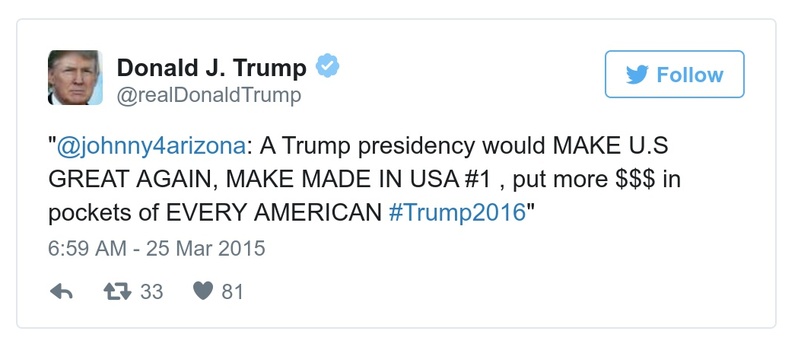 Donald J. Trump
@realDonaldTrump
Follow
"@johnny4arizona: A Trump presidency would MAKE U.S
GREAT AGAIN, MAKE MADE IN USA #1 , put more $$$ in
pockets of EVERY AMERICAN #Trump2016"
6:59 AM - 25 Mar 2015
33 81